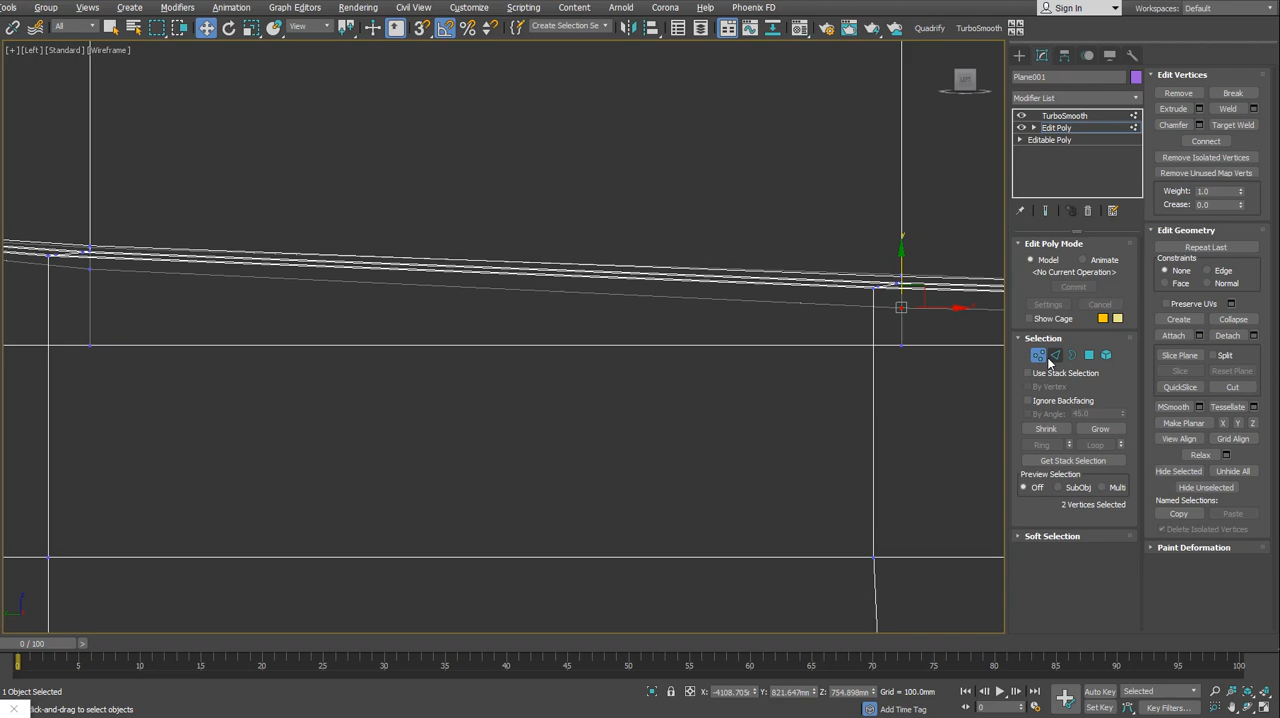 Tools Group Views Create Modifiers Animation Graph Editors Rendering Civil View Customize Scripting Content Arnold Corona Help Phoenix FD Sign In Workspaces: Default
All View Create Selection Se Quadrify TurboSmooth
[+] [Left] [Standard] [Wireframe]
LEFT
Plane001
Modifier List
TurboSmooth
Edit Poly
Editable Poly
Edit Poly Mode
Model Animate
<No Current Operation>
Commit
Settings Cancel
Show Cage
Selection
Use Stack Selection
By Vertex
Ignore Backfacing
By Angle: 45.0
Shrink Grow
Ring Loop
Get Stack Selection
Preview Selection
Off SubObj Multi
2 Vertices Selected
Soft Selection
Edit Vertices
Remove Break
Extrude Weld
Chamfer Target Weld
Connect
Remove Isolated Vertices
Remove Unused Map Verts
Weight: 1.0
Crease: 0.0
Edit Geometry
Repeat Last
Constraints
None Edge
Face Normal
Preserve UVs
Create Collapse
Attach Detach
Slice Plane Split
Slice Reset Plane
QuickSlice Cut
MSmooth Tessellate
Make Planar X Y Z
View Align Grid Align
Relax
Hide Selected Unhide All
Hide Unselected
Named Selections:
Copy Paste
Delete Isolated Vertices
Paint Deformation
y
0 / 100 >
0 5 10 15 20 25 30 35 40 45 50 55 60 65 70 75 80 85 90 95 100
1 Object Selected X: -4108.705 Y: 821.647mm Z: 754.898mm Grid = 100.0mm Auto Key Selected
lick-and-drag to select objects Add Time Tag 0 Set Key Key Filters...